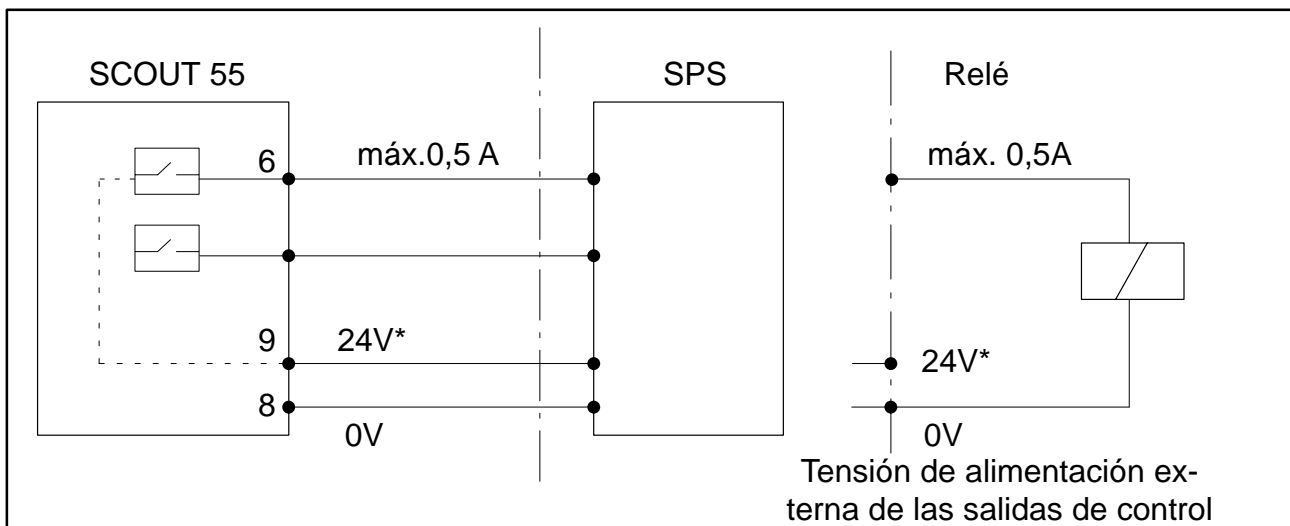 SCOUT 55
SPS
Relé
6
máx.0,5 A
máx. 0,5A
9
24V*
24V*
8
0V
0V
Tensión de alimentación ex-
terna de las salidas de control